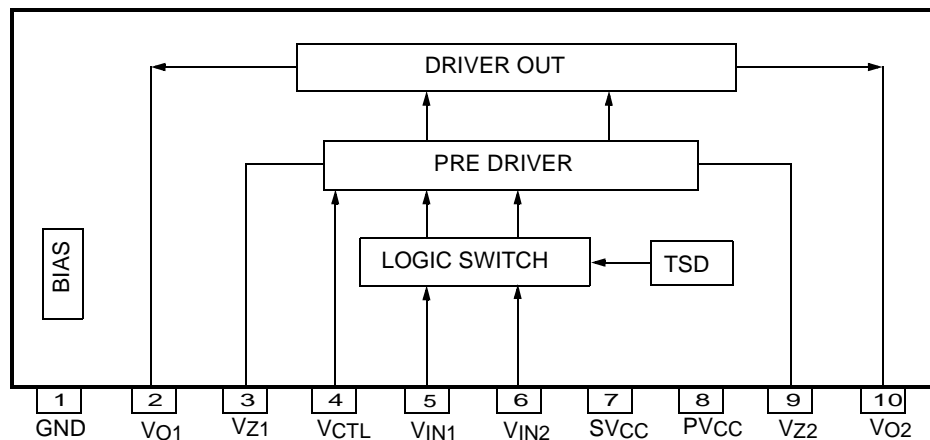 DRIVER OUT
PRE DRIVER
LOGIC SWITCH
TSD
BIAS
1 2 3 4 5 6 7 8 9 10
GND VO1 VZ1 VCTL VIN1 VIN2 SVCC PVCC VZ2 VO2